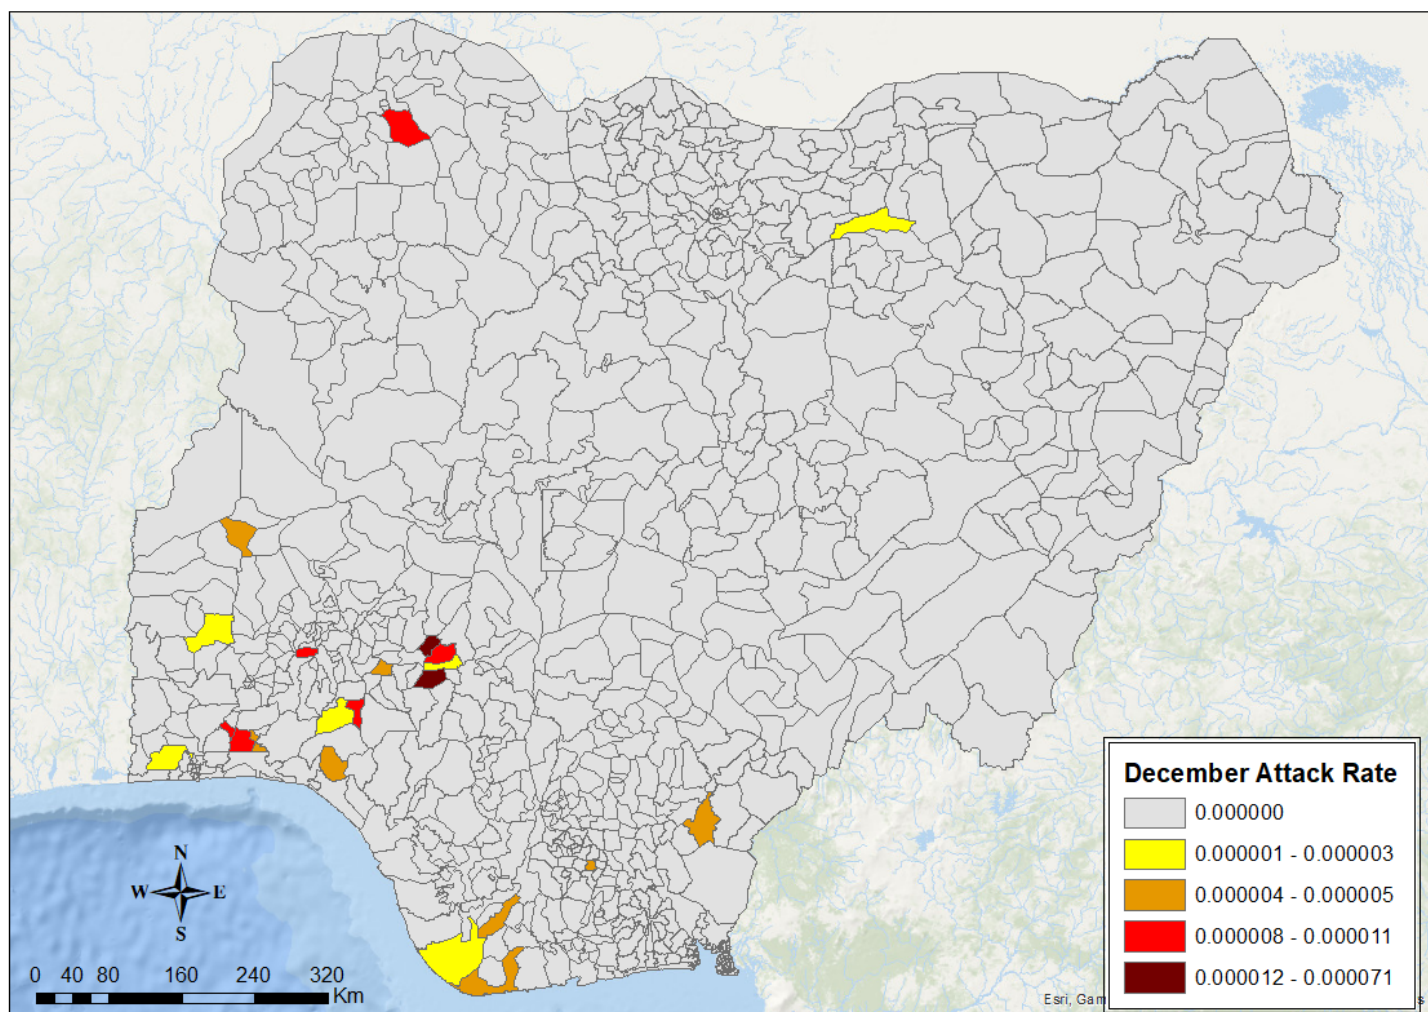 December Attack Rate
0.000000
0.000001 - 0.000003
0.000004 - 0.000005
0.000008 - 0.000011
0.000012 - 0.000071
N
W E
S
0 40 80 160 240 320
Km
Esri,